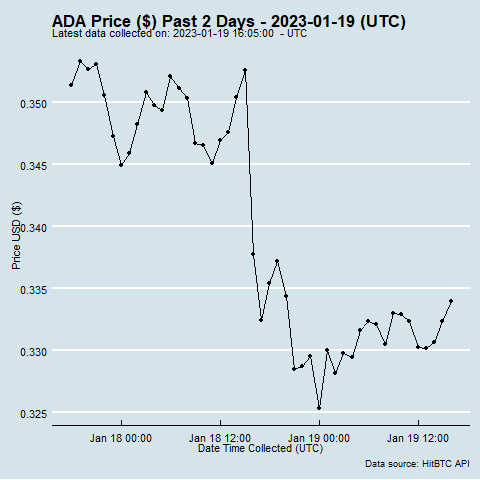 ADA Price ($) Past 2 Days - 2023-01-19 (UTC)
Latest data collected on: 2023-01-19 16:05:00 - UTC
Price USD ($)
0.350
0.345
0.340
0.335
0.330
0.325
Jan 18 00:00 Jan 18 12:00 Jan 19 00:00 Jan 19 12:00
Date Time Collected (UTC)
Data source: HitBTC API